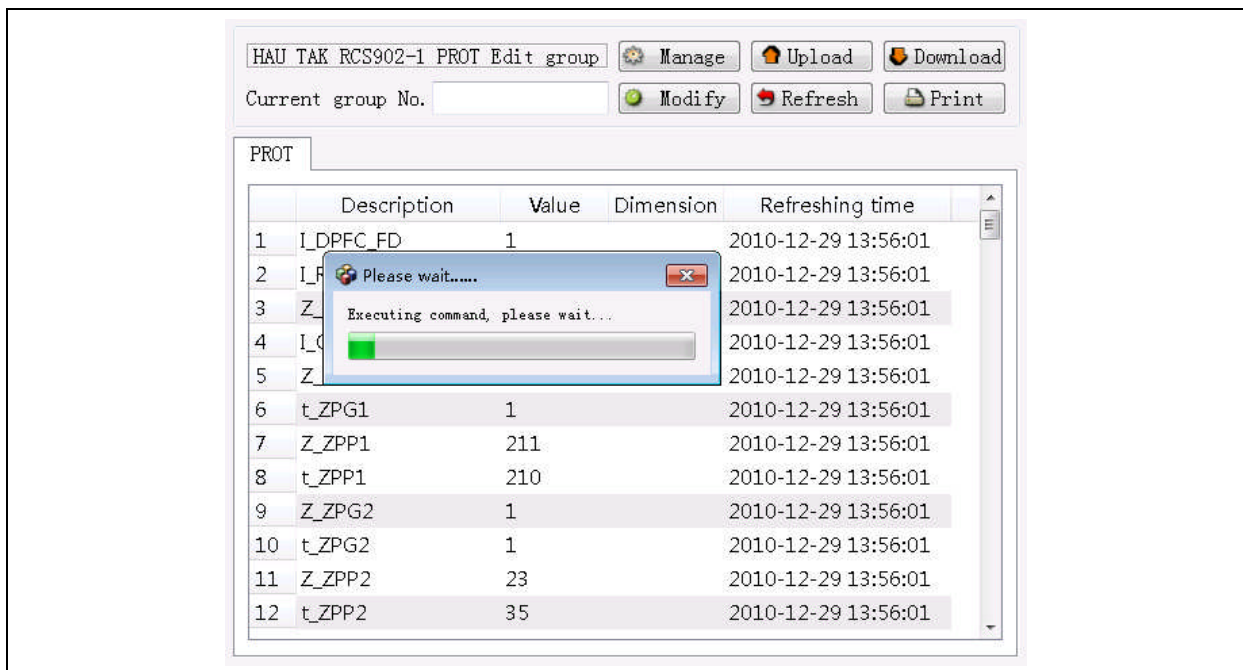 HAU TAK RCS902-1 PROT Edit group Manage Upload Download
Current group No. Modify Refresh Print
PROT
Description Value Dimension Refreshing time
1 I_DPFC_FD 1 2010-12-29 13:56:01
2 2010-12-29 13:56:01
Please wait......
3 Z_ 2010-12-29 13:56:01
Executing command, please wait...
4 2010-12-29 13:56:01
5 Z_ 2010-12-29 13:56:01
6 t_ZPG1 1 2010-12-29 13:56:01
7 Z_ZPP1 211 2010-12-29 13:56:01
8 t_ZPP1 210 2010-12-29 13:56:01
9 Z_ZPG2 1 2010-12-29 13:56:01
10 t_ZPG2 1 2010-12-29 13:56:01
11 Z_ZPP2 23 2010-12-29 13:56:01
12 t_ZPP2 35 2010-12-29 13:56:01